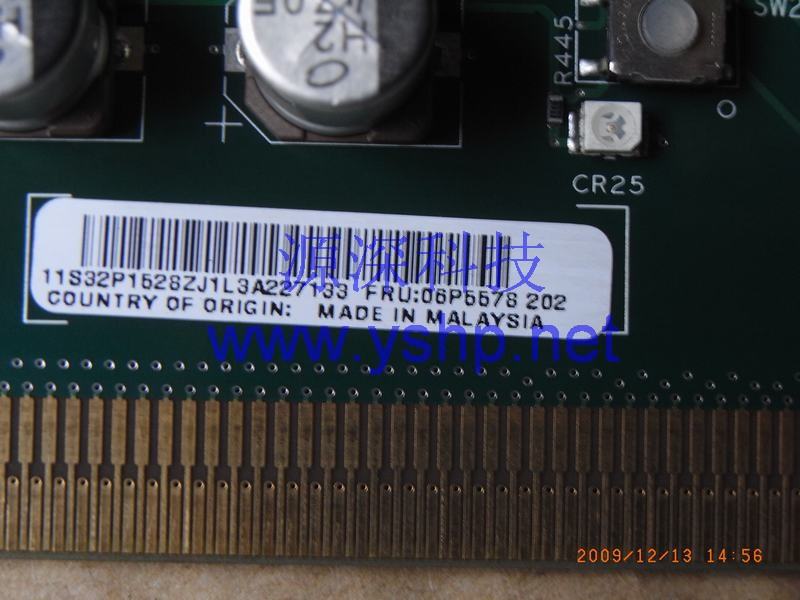 R445
SW2
CR25
源深科技
11S32P1528ZJ1L3A227133 FRU:06P5578 202
COUNTRY OF ORIGIN: MADE IN MALAYSIA
www.yshp.net
2009/12/13 14:56